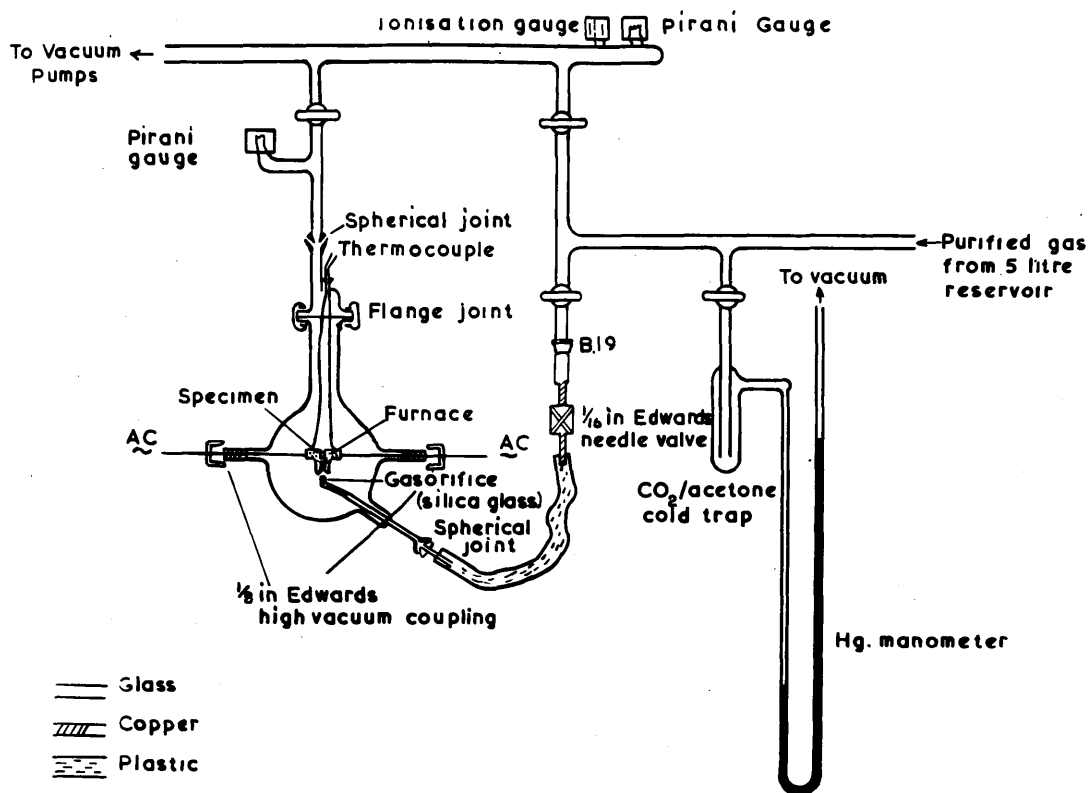 Ionisation gauge
Pirani Gauge
To Vacuum
Pumps
Pirani
gauge
Spherical joint
Thermocouple
Purified gas
from 5 litre
reservoir
To vacuum
Flange joint
B.19
Specimen
Furnace
1/16 in Edwards
needle valve
AC
~
AC
~
Gas orifice
(silica glass)
CO2/acetone
cold trap
Spherical
joint
1/8 in Edwards
high vacuum coupling
Hg. manometer
Glass
Copper
Plastic